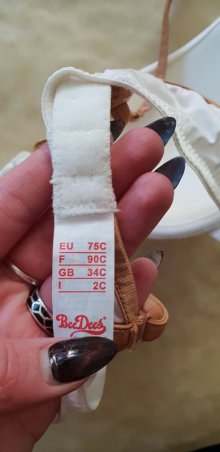 EU 75C
F 90C
GB 34C
I 2C
BeeDees